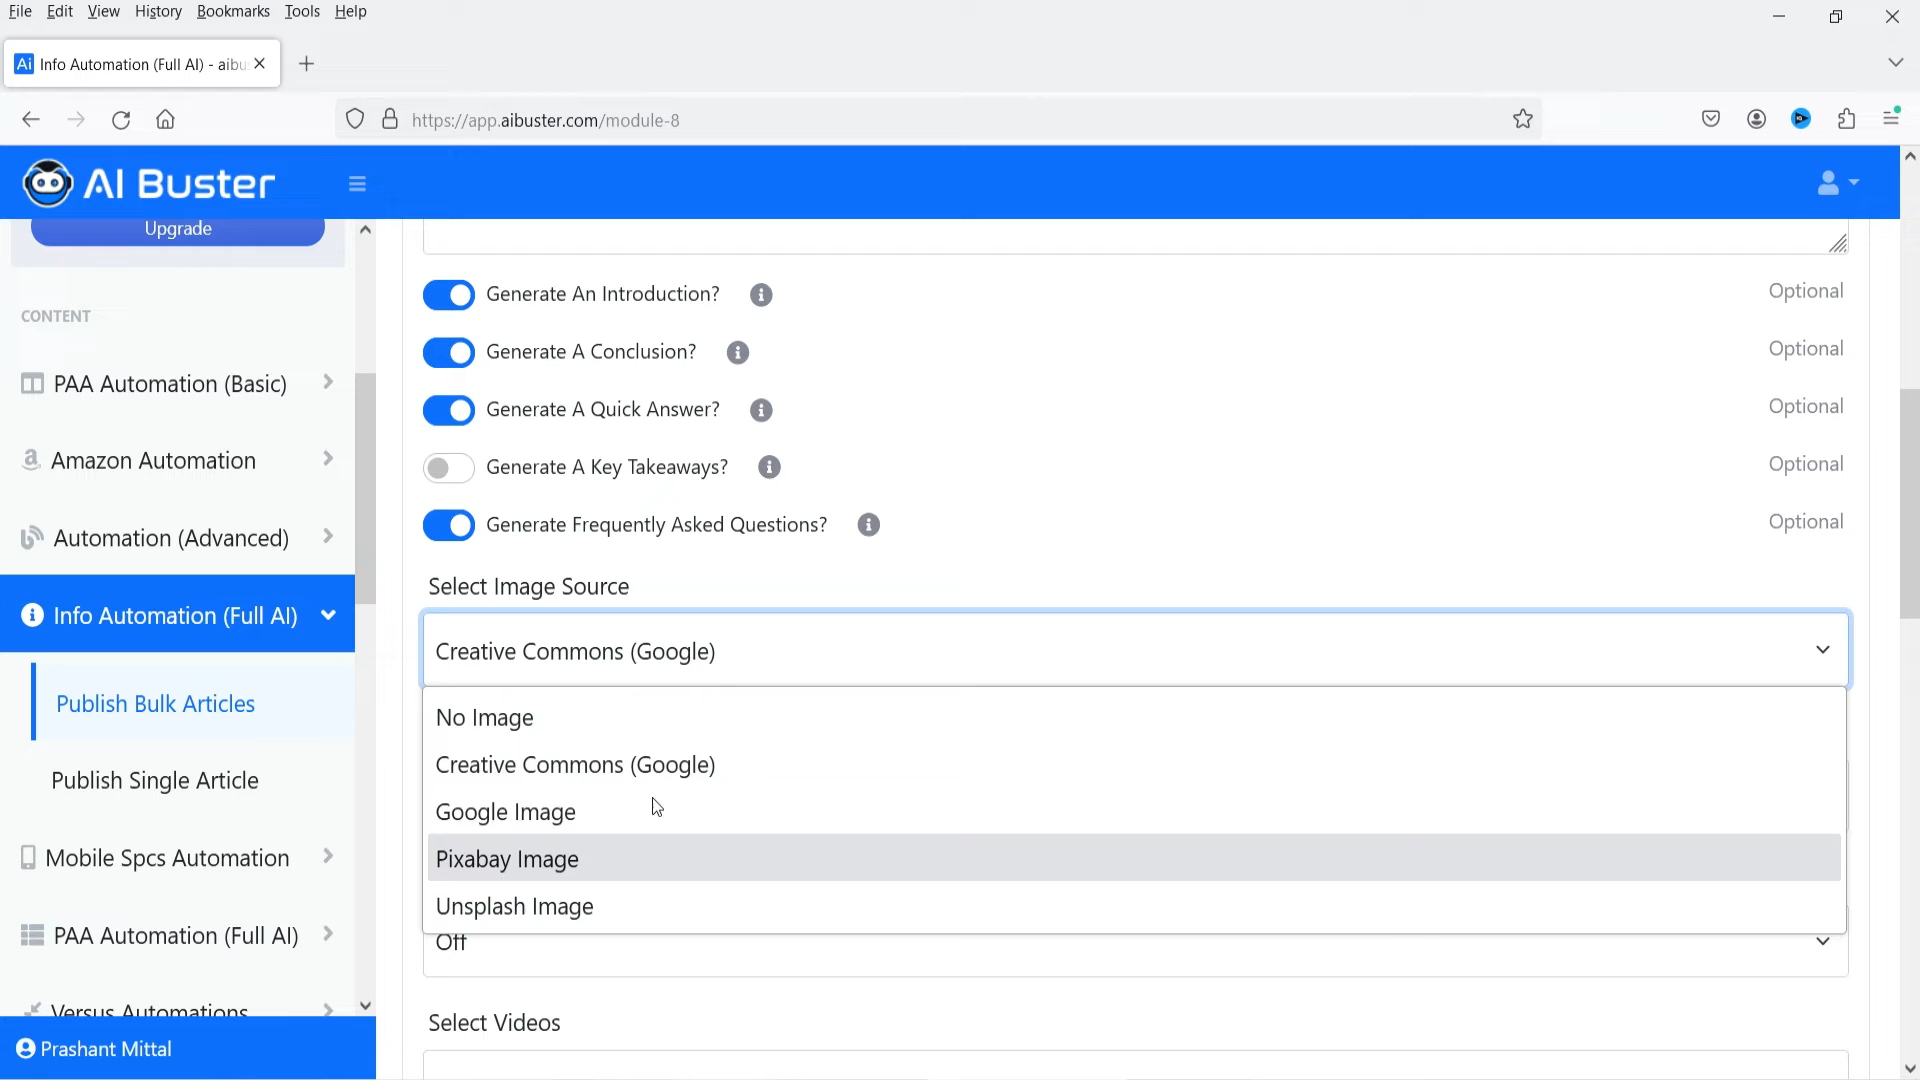 File Edit View History Bookmarks Tools Help
Ai Info Automation (Full AI) - aibu
https://app.aibuster.com/module-8
AI Buster
Upgrade
CONTENT
PAA Automation (Basic)
Amazon Automation
Automation (Advanced)
Info Automation (Full AI)
Publish Bulk Articles
Publish Single Article
Mobile Spcs Automation
PAA Automation (Full AI)
Versus Automations
Prashant Mittal
Generate An Introduction? Optional
Generate A Conclusion? Optional
Generate A Quick Answer? Optional
Generate A Key Takeaways? Optional
Generate Frequently Asked Questions? Optional
Select Image Source
Creative Commons (Google)
No Image
Creative Commons (Google)
Google Image
Pixabay Image
Unsplash Image
Off
Select Videos